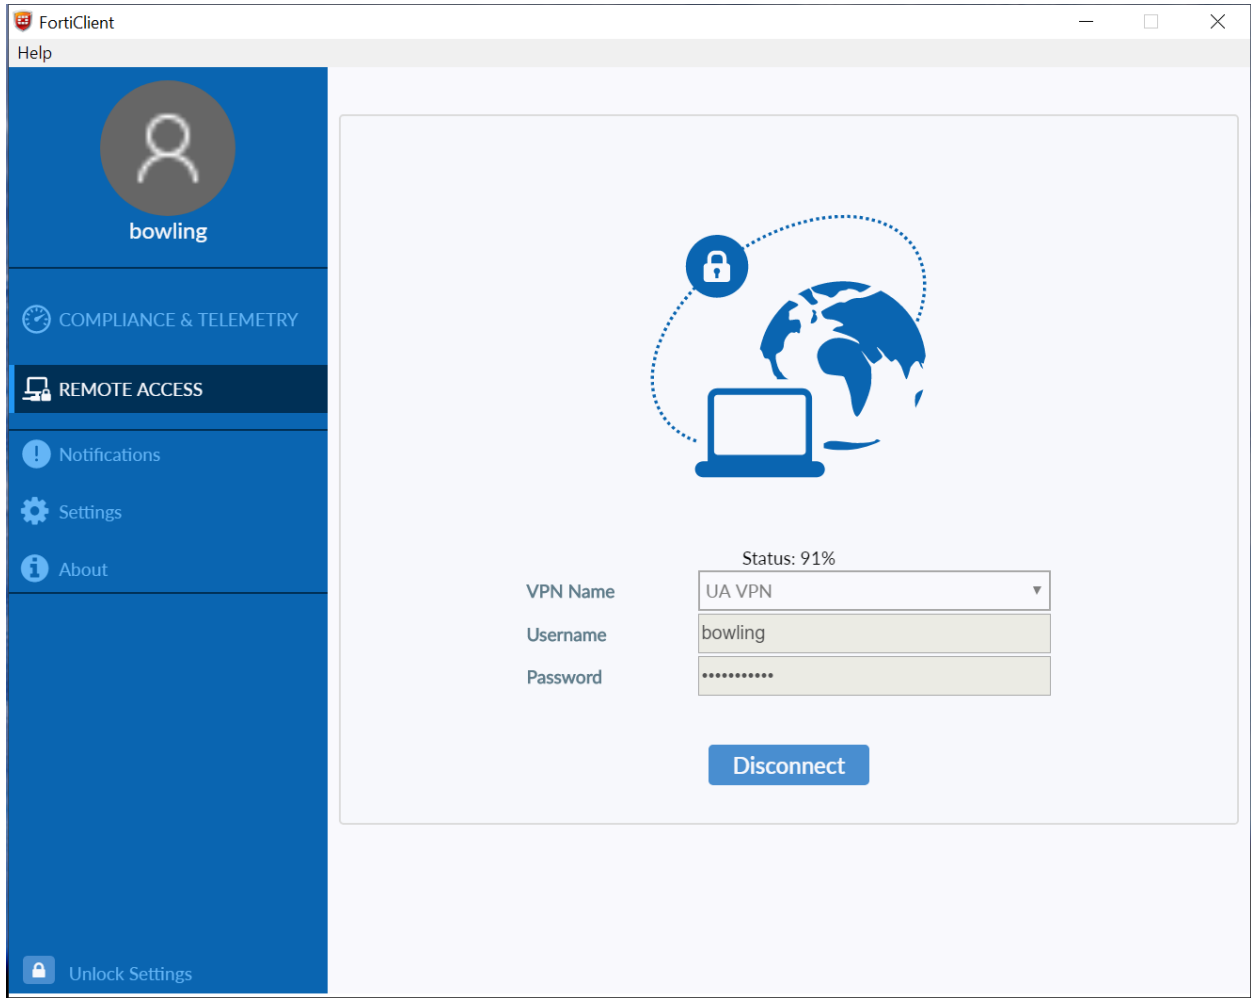 FortiClient
Help
bowling
COMPLIANCE & TELEMETRY
REMOTE ACCESS
Notifications
Settings
About
Unlock Settings
Status: 91%
VPN Name UA VPN
Username bowling
Password •••••••••••
Disconnect